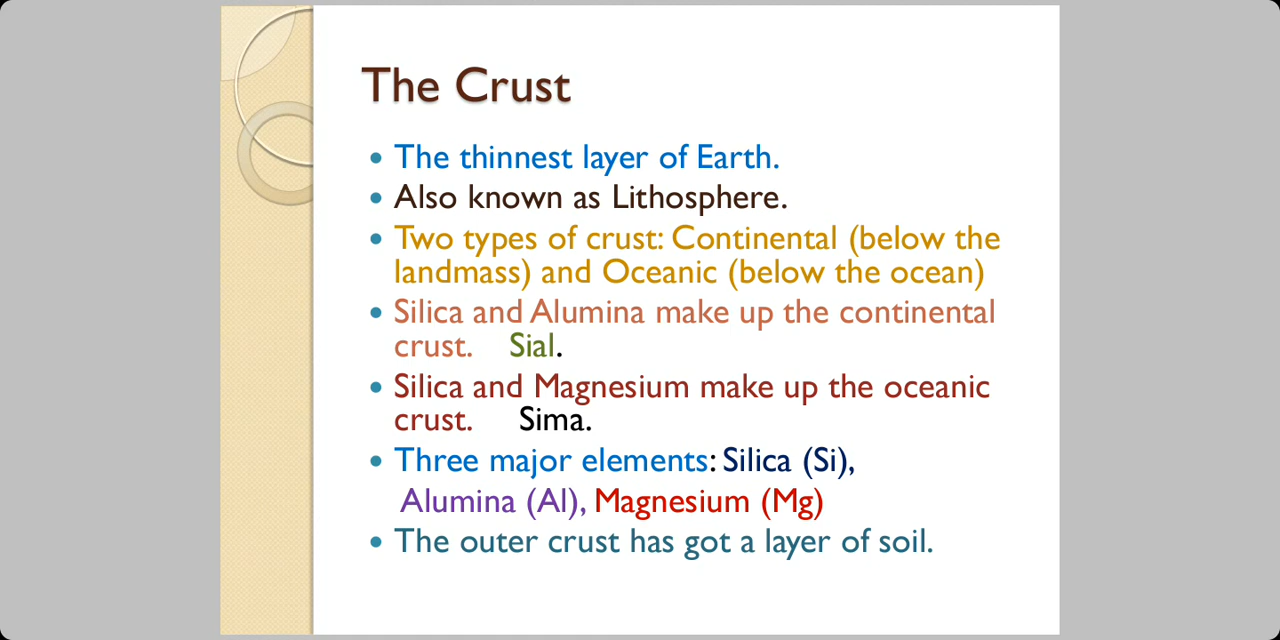 The Crust
The thinnest layer of Earth.
Also known as Lithosphere.
Two types of crust: Continental (below the
landmass) and Oceanic (below the ocean)
Silica and Alumina make up the continental
crust. Sial.
Silica and Magnesium make up the oceanic
crust. Sima.
Three major elements: Silica (Si),
Alumina (Al), Magnesium (Mg)
The outer crust has got a layer of soil.